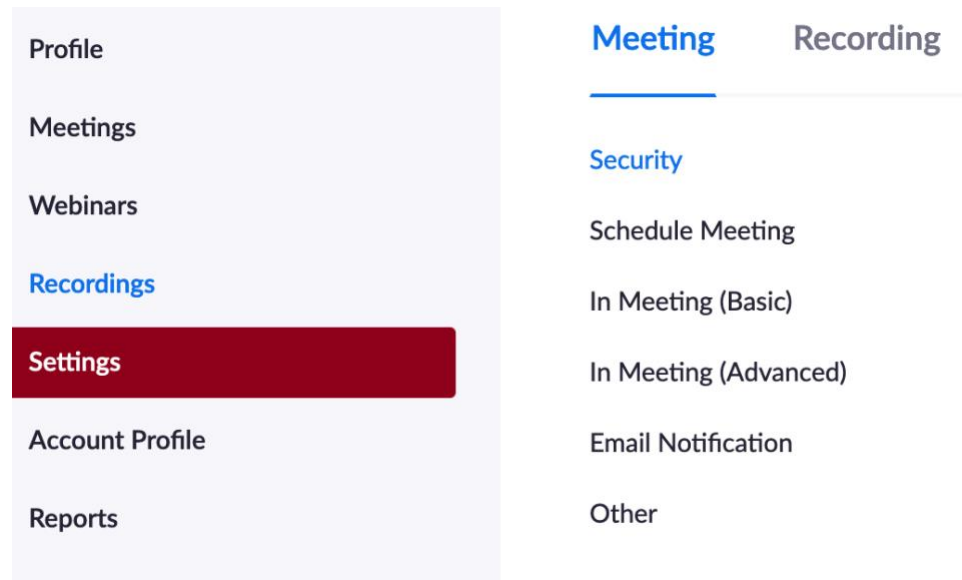 Profile
Meetings
Webinars
Recordings
Settings
Account Profile
Reports
Meeting Recording
Security
Schedule Meeting
In Meeting (Basic)
In Meeting (Advanced)
Email Notification
Other